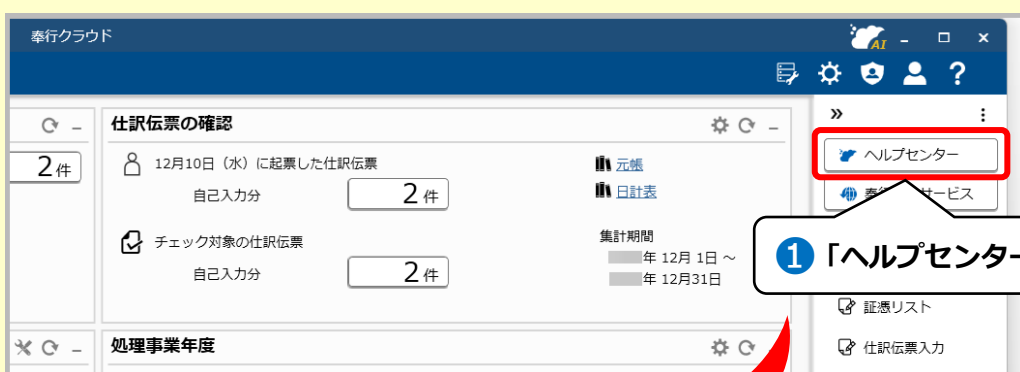 奉行クラウド
AI
2件
仕訳伝票の確認
12月10日（水）に起票した仕訳伝票
自己入力分
2件
チェック対象の仕訳伝票
自己入力分
2件
元帳
日計表
集計期間
年 12月 1日 ～
年 12月31日
処理事業年度
ヘルプセンター
サービス
❶「ヘルプセンター
証憑リスト
仕訳伝票入力